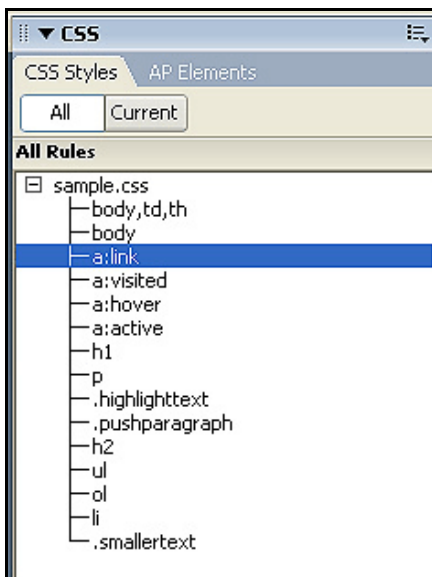 CSS
CSS Styles AP Elements
All Current
All Rules
sample.css
body,td,th
body
a:link
a:visited
a:hover
a:active
h1
p
.highlighttext
.pushparagraph
h2
ul
ol
li
.smallertext